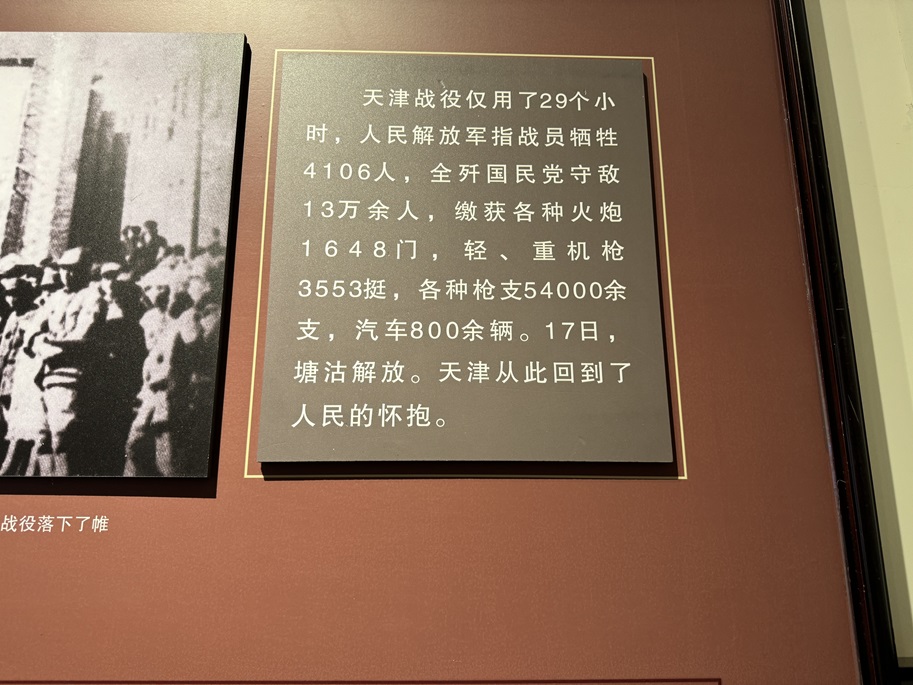 天津战役仅用了29个小
时，人民解放军指战员牺牲
4106人，全歼国民党守敌
13万余人，缴获各种火炮
1648门，轻、重机枪
3553挺，各种枪支54000余
支，汽车800余辆。17日，
塘沽解放。天津从此回到了
人民的怀抱。
战役落下了帷